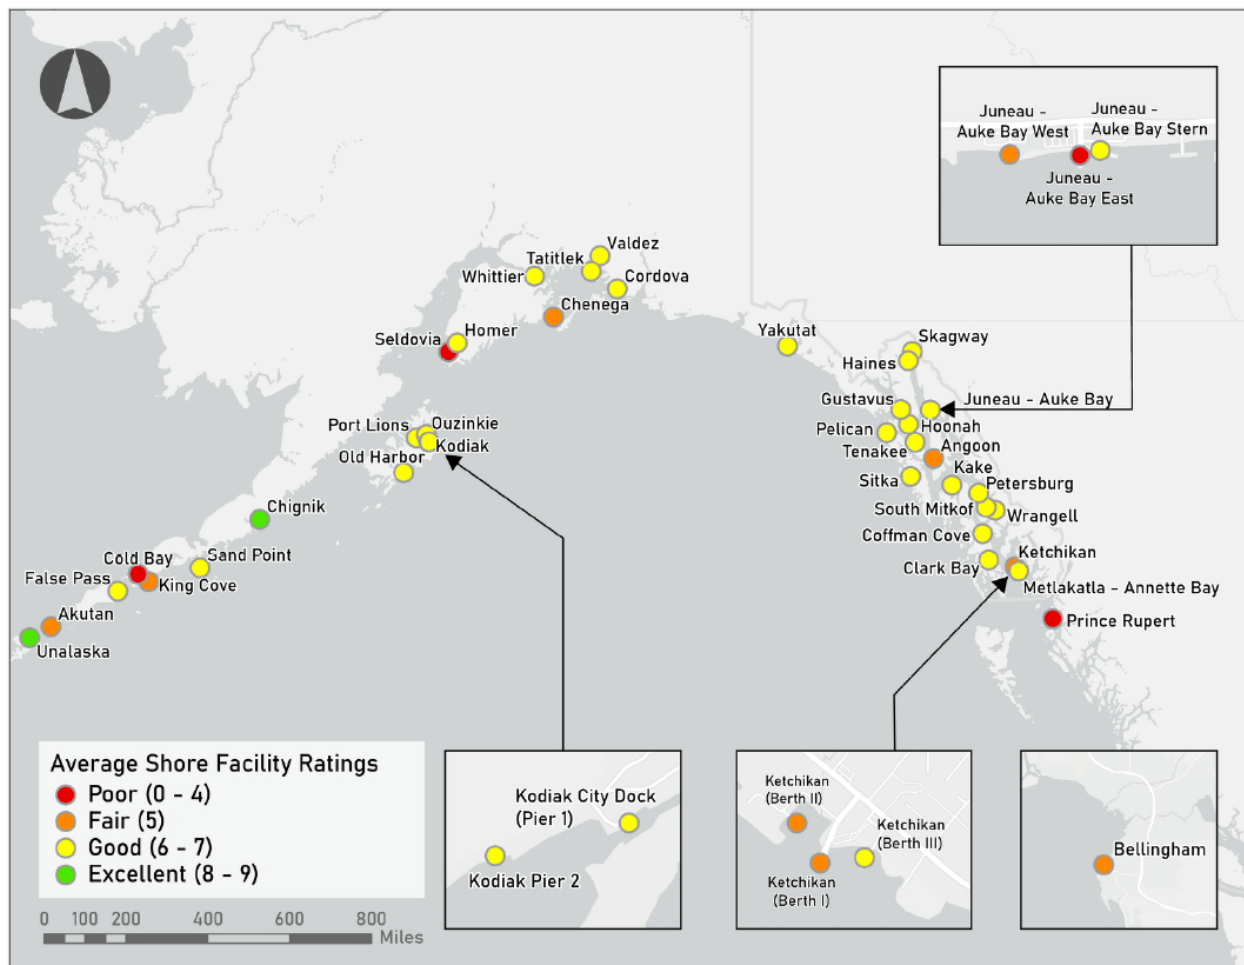 Juneau -
Auke Bay West
Juneau -
Auke Bay Stern
Juneau -
Auke Bay East
Valdez
Tatitlek
Whittier
Cordova
Chenega
Seldovia
Homer
Yakutat
Skagway
Haines
Gustavus
Juneau - Auke Bay
Port Lions
Ouzinkie
Pelican
Hoonah
Kodiak
Tenakee
Angoon
Old Harbor
Kake
Sitka
Petersburg
Chignik
South Mitkof
Wrangell
Coffman Cove
Cold Bay
Sand Point
Ketchikan
Clark Bay
False Pass
King Cove
Metlakatla - Annette Bay
Akutan
Prince Rupert
Unalaska
Average Shore Facility Ratings
Poor (0 - 4)
Fair (5)
Good (6 - 7)
Excellent (8 - 9)
0 100 200 400 600 800
Miles
Kodiak City Dock
(Pier 1)
Kodiak Pier 2
Ketchikan
(Berth II)
Ketchikan
(Berth III)
Ketchikan
(Berth I)
Bellingham